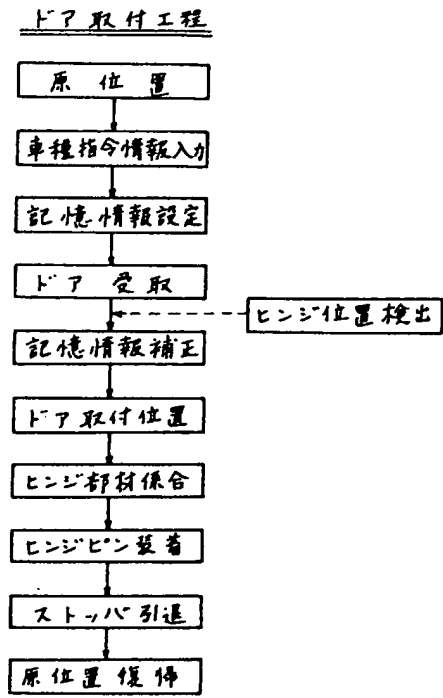 ドア取付工程
原位置
車種指令情報入力
記憶情報設定
ドア受取
ヒンジ位置検出
記憶情報補正
ドア取付位置
ヒンジ部材係合
ヒンジピン装着
ストッパ引退
原位置復帰